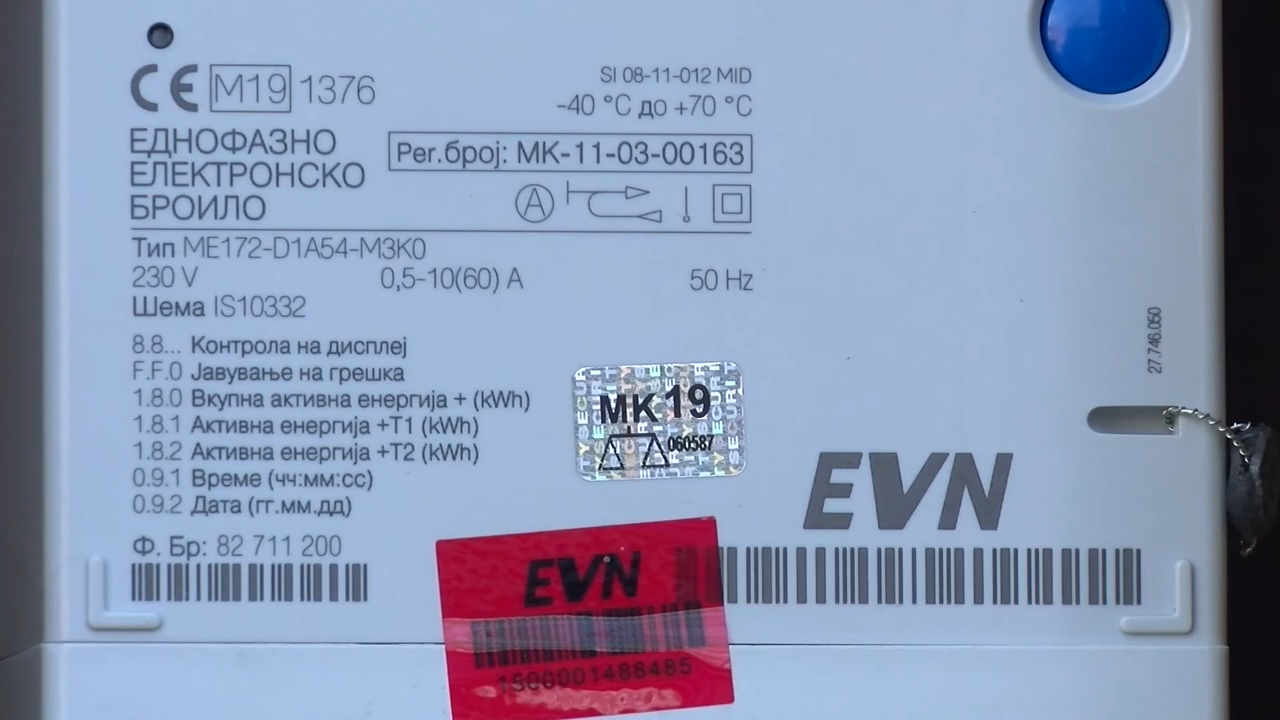 CE M19 1376
SI 08-11-012 MID
-40 °C до +70 °C
ЕДНОФАЗНО
ЕЛЕКТРОНСКО
БРОИЛО
Рег.број: МК-11-03-00163
A
Тип ME172-D1A54-M3K0
230 V 0,5-10(60) A 50 Hz
Шема IS10332
8.8... Контрола на дисплеј
F.F.0 Јавување на грешка
1.8.0 Вкупна активна енергија + (kWh)
1.8.1 Активна енергија +T1 (kWh)
1.8.2 Активна енергија +T2 (kWh)
0.9.1 Време (чч:мм:сс)
0.9.2 Дата (гг.мм.дд)
Ф. Бр: 82 711 200
MK 19
060587
27.746.050
EVN
EVN
1500001488485